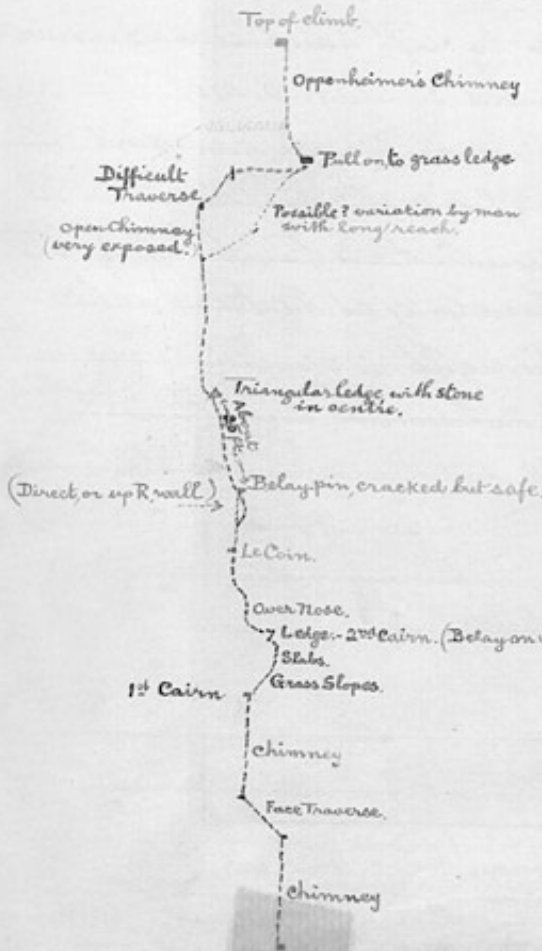 Top of climb.
Oppenheimer's Chimney
Pull on, to grass ledge
Difficult
Traverse
Possible? variation by man
with long reach.
Open Chimney
(very exposed.)
Triangular ledge with stone
in centre.
About
ft.
Belay-pin, cracked but safe.
(Direct, or up R. wall)
Le Coin.
Over Nose.
Ledge - 2nd Cairn. (Belay on
Slabs.
Grass Slopes.
1st Cairn
Chimney
Face Traverse.
Chimney